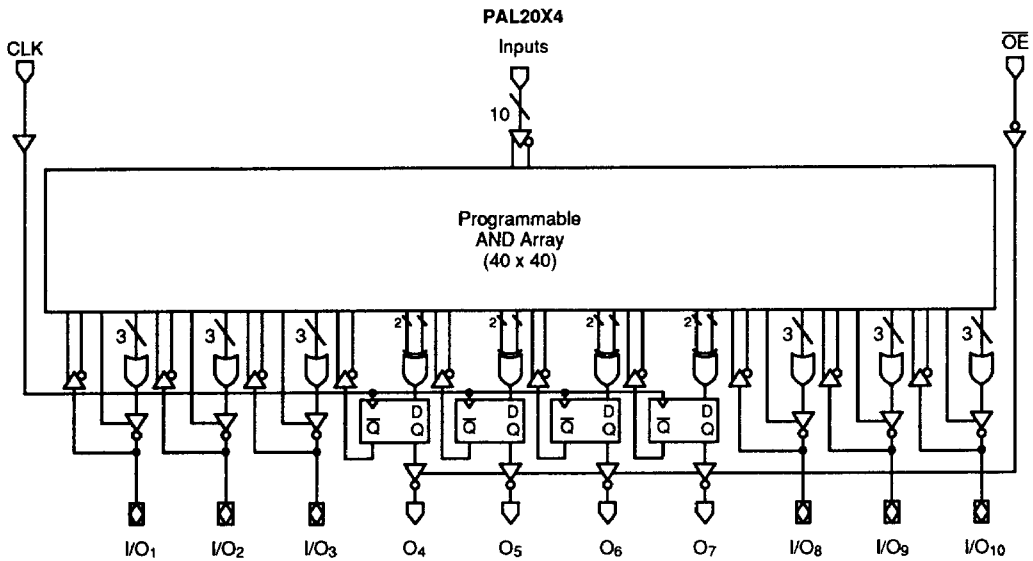 PAL20X4
CLK
Inputs
OE
10
Programmable
AND Array
(40 x 40)
3 3 3 2 2 2 2 3 3 3
D D D D
Q Q Q Q Q Q Q Q
I/O1 I/O2 I/O3 O4 O5 O6 O7 I/O8 I/O9 I/O10